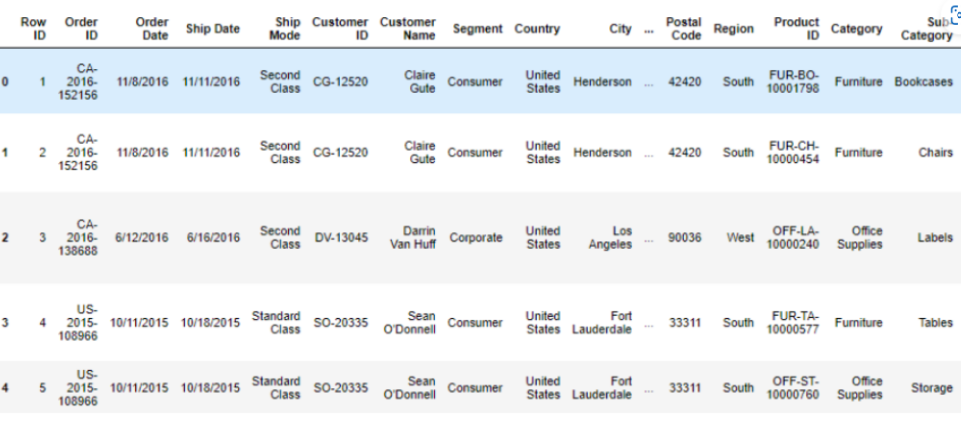 Row ID Order ID Order Date Ship Date Ship Mode Customer ID Customer Name Segment Country City ... Postal Code Region Product ID Category Sub-Category
0 1 CA-2016-152156 11/8/2016 11/11/2016 Second Class CG-12520 Claire Gute Consumer United States Henderson ... 42420 South FUR-BO-10001798 Furniture Bookcases
1 2 CA-2016-152156 11/8/2016 11/11/2016 Second Class CG-12520 Claire Gute Consumer United States Henderson ... 42420 South FUR-CH-10000454 Furniture Chairs
2 3 CA-2016-138688 6/12/2016 6/16/2016 Second Class DV-13045 Darrin Van Huff Corporate United States Los Angeles ... 90036 West OFF-LA-10000240 Office Supplies Labels
3 4 US-2015-108966 10/11/2015 10/18/2015 Standard Class SO-20335 Sean O'Donnell Consumer United States Fort Lauderdale ... 33311 South FUR-TA-10000577 Furniture Tables
4 5 US-2015-108966 10/11/2015 10/18/2015 Standard Class SO-20335 Sean O'Donnell Consumer United States Fort Lauderdale ... 33311 South OFF-ST-10000760 Office Supplies Storage